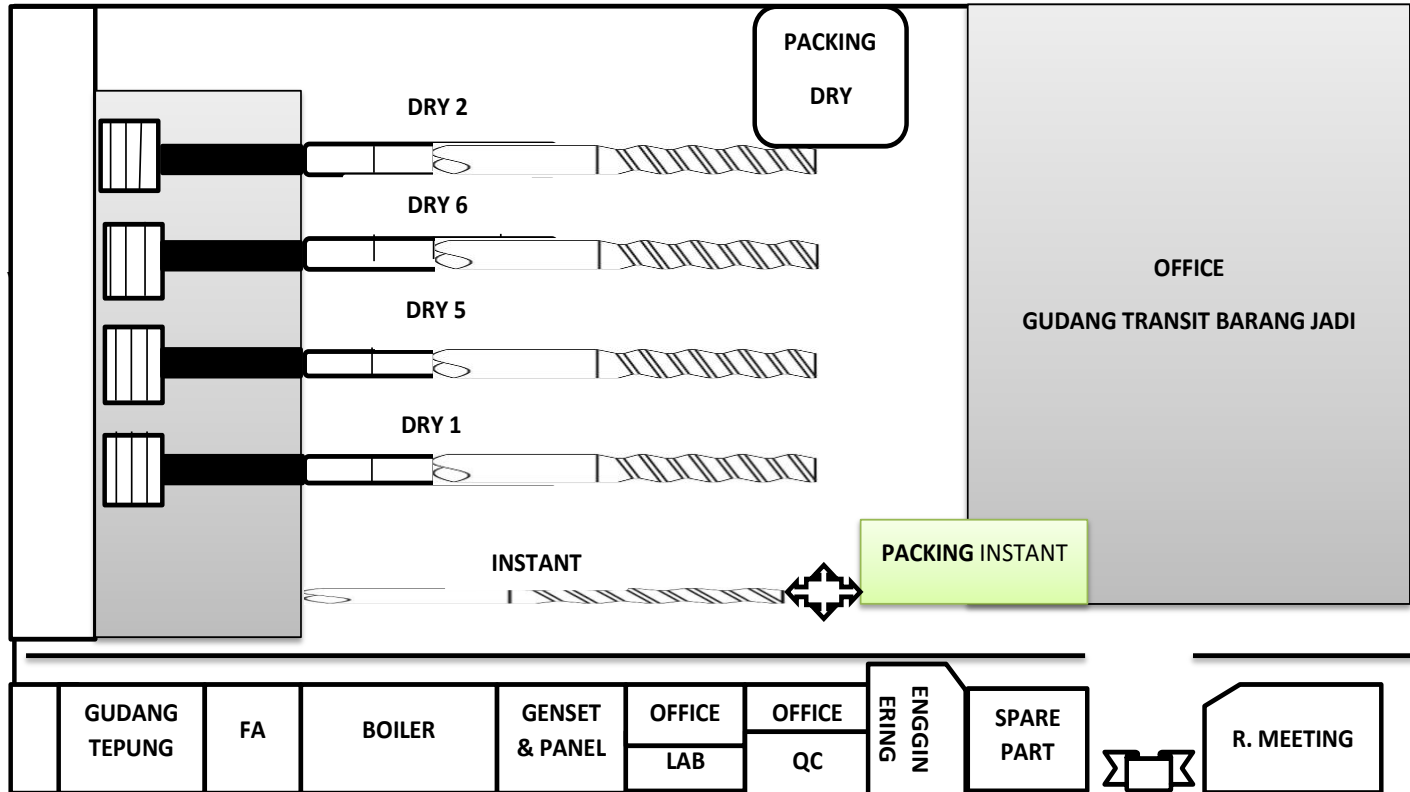 PACKING
DRY
DRY 2
DRY 6
DRY 5
DRY 1
INSTANT
PACKING INSTANT
OFFICE
GUDANG TRANSIT BARANG JADI
GUDANG
TEPUNG
FA
BOILER
GENSET
& PANEL
OFFICE
LAB
OFFICE
QC
ENGGIN
ERING
SPARE
PART
R. MEETING